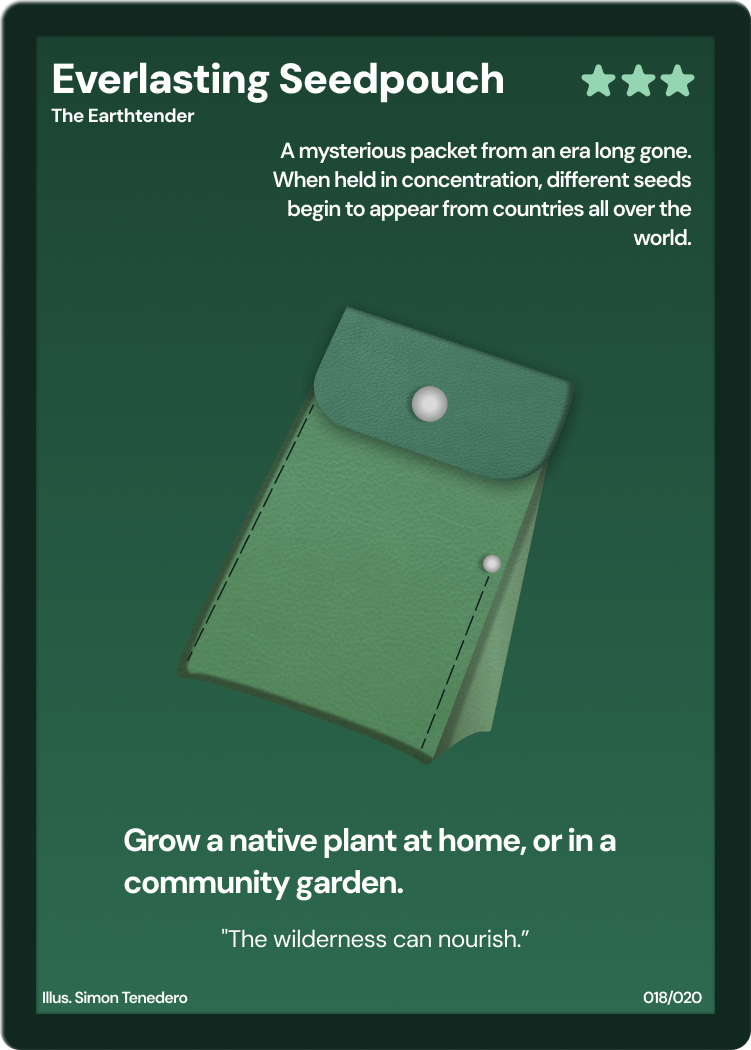 Everlasting Seedpouch
The Earthtender
A mysterious packet from an era long gone.
When held in concentration, different seeds
begin to appear from countries all over the
world.
Grow a native plant at home, or in a
community garden.
"The wilderness can nourish.”
Illus. Simon Tenedero
018/020